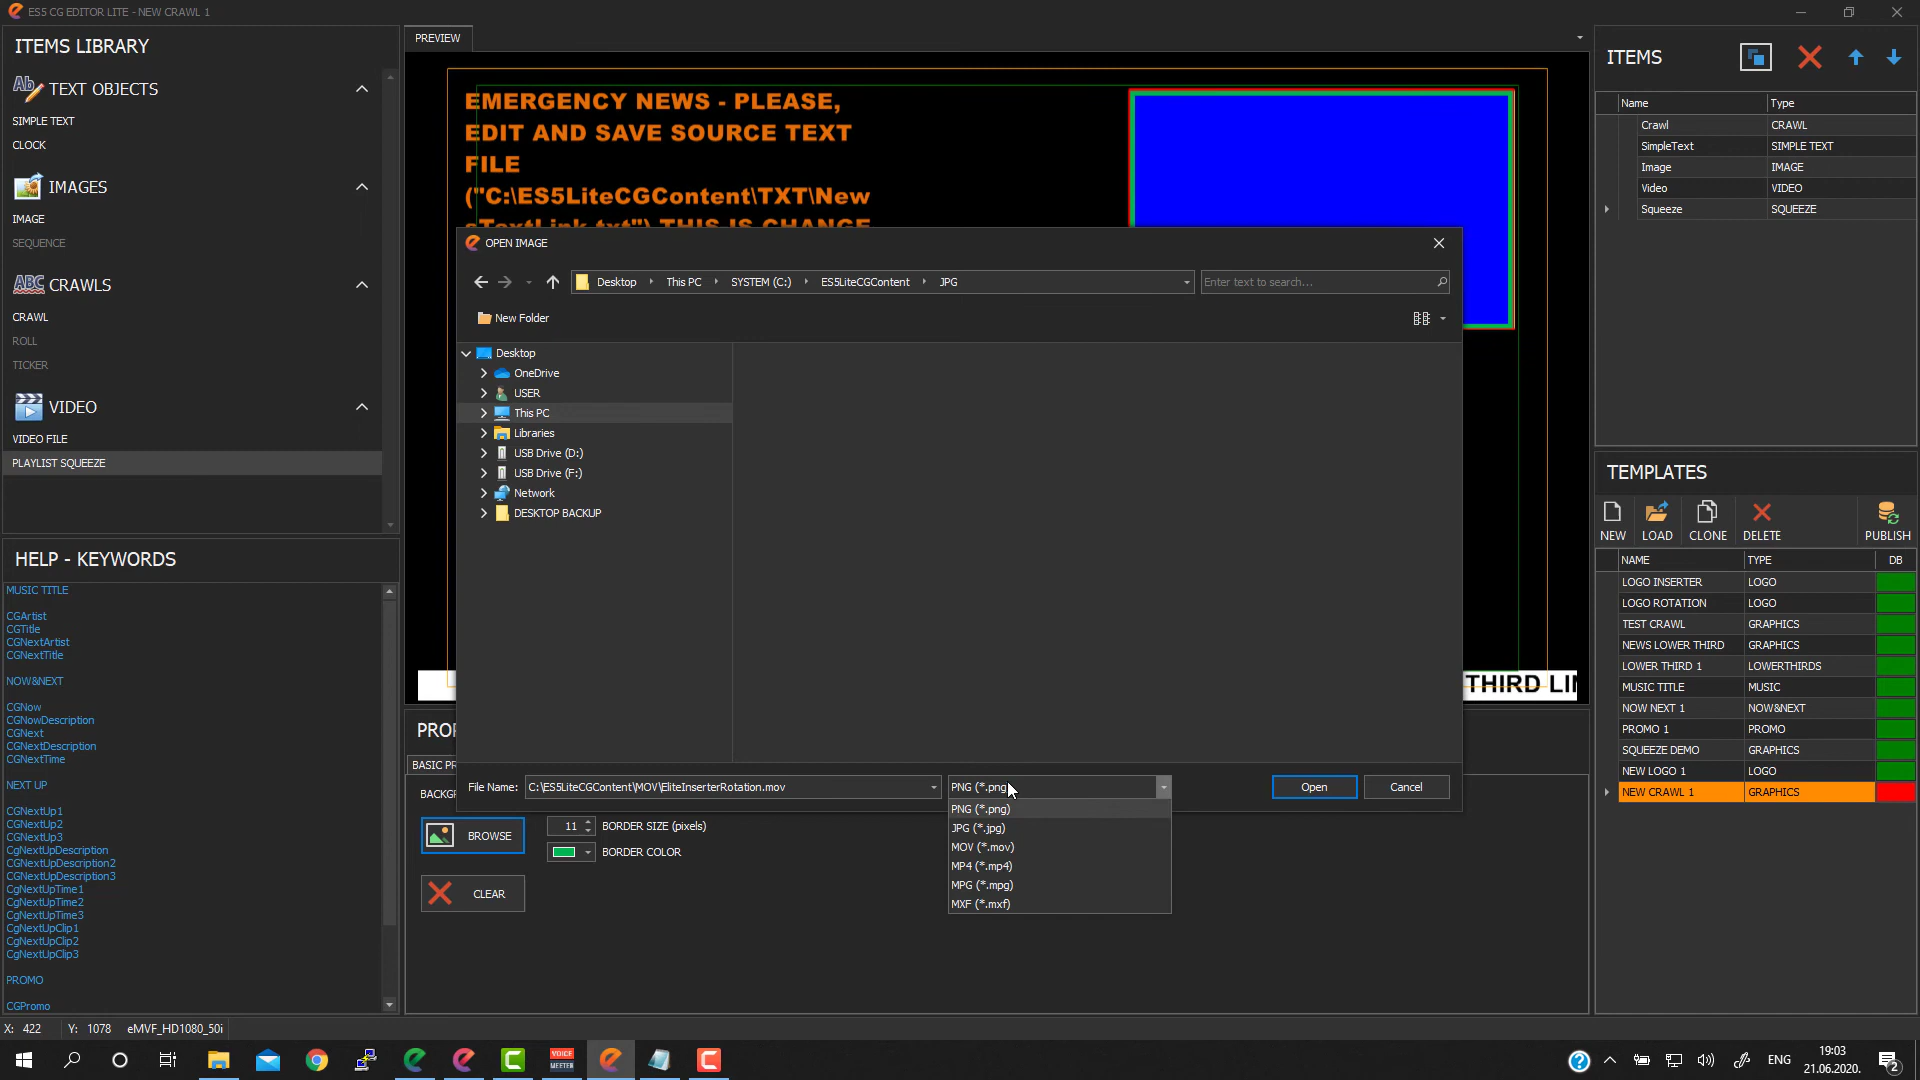 ES5 CG EDITOR LITE - NEW CRAWL 1
ITEMS LIBRARY
TEXT OBJECTS
SIMPLE TEXT
CLOCK
IMAGES
IMAGE
SEQUENCE
CRAWLS
CRAWL
ROLL
TICKER
VIDEO
VIDEO FILE
PLAYLIST SQUEEZE
HELP - KEYWORDS
MUSIC TITLE
CGArtist
CGTitle
CGNextArtist
CGNextTitle
NOW&NEXT
CGNow
CGNowDescription
CGNext
CGNextDescription
CGNextTime
NEXT UP
CGNextUp1
CGNextUp2
CGNextUp3
CgNextUpDescription
CGNextUpDescription2
CGNextUpDescription3
CgNextUpTime1
CgNextUpTime2
CgNextUpTime3
CgNextUpClip1
CgNextUpClip2
CgNextUpClip3
PROMO
CGPromo
PREVIEW
EMERGENCY NEWS - PLEASE,
EDIT AND SAVE SOURCE TEXT
FILE
("C:\ES5LiteCGContent\TXT\New
sTextLink.txt") THIS IS CHANGE
THIRD LIN
OPEN IMAGE
Desktop This PC SYSTEM (C:) ES5LiteCGContent JPG
Enter text to search...
New Folder
Desktop
OneDrive
USER
This PC
Libraries
USB Drive (D:)
USB Drive (F:)
Network
DESKTOP BACKUP
File Name: C:\ES5LiteCGContent\MOV\EliteInserterRotation.mov
PNG (*.png
PNG (*.png)
JPG (*.jpg)
MOV (*.mov)
MP4 (*.mp4)
MPG (*.mpg)
MXF (*.mxf)
Open
Cancel
PROP
BASIC PR
BACKG
BROWSE
11 BORDER SIZE (pixels)
BORDER COLOR
CLEAR
ITEMS
Name Type
Crawl CRAWL
SimpleText SIMPLE TEXT
Image IMAGE
Video VIDEO
Squeeze SQUEEZE
TEMPLATES
NEW LOAD CLONE DELETE PUBLISH
NAME TYPE DB
LOGO INSERTER LOGO
LOGO ROTATION LOGO
TEST CRAWL GRAPHICS
NEWS LOWER THIRD GRAPHICS
LOWER THIRD 1 LOWERTHIRDS
MUSIC TITLE MUSIC
NOW NEXT 1 NOW&NEXT
PROMO 1 PROMO
SQUEEZE DEMO GRAPHICS
NEW LOGO 1 LOGO
NEW CRAWL 1 GRAPHICS
X: 422 Y: 1078 eMVF_HD1080_50i
VOICE
MEETER
ENG
19:03
21.06.2020.
2